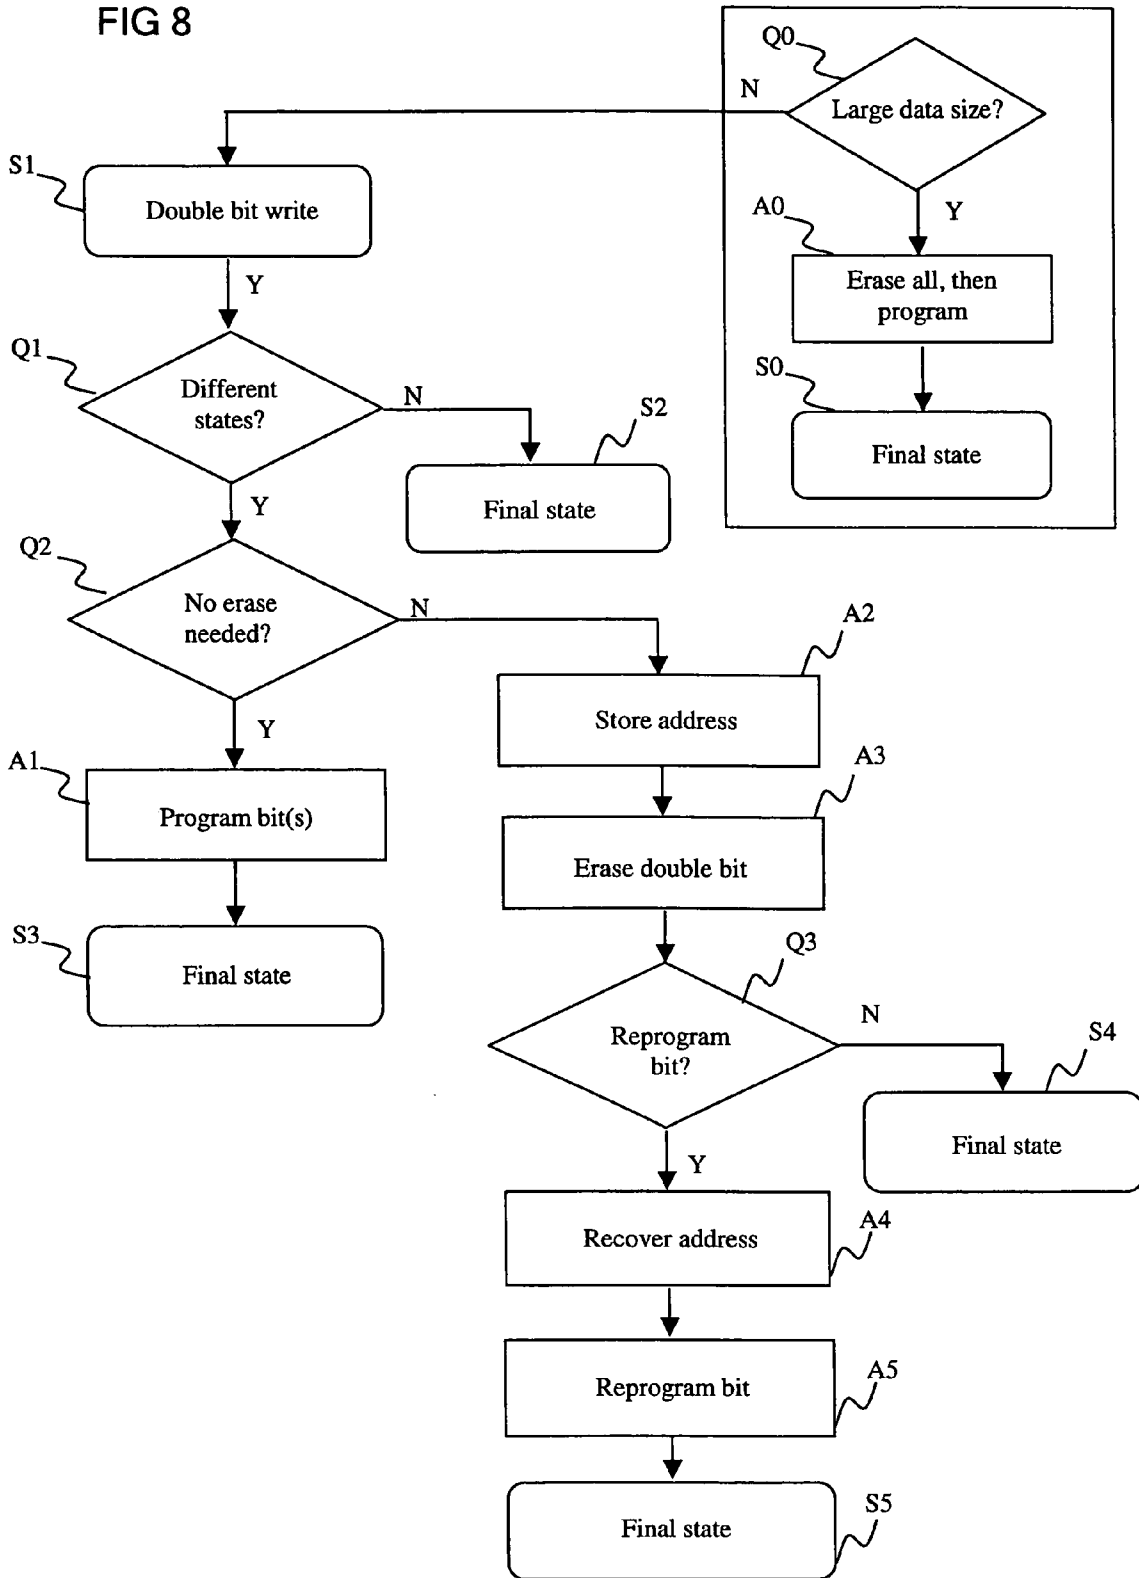 FIG 8
Q0
N
Large data size?
S1
Double bit write
Y
A0
Y
Erase all, then
program
Q1
Different
states?
N
S2
S0
Final state
Final state
Y
Q2
No erase
needed?
N
A2
Store address
Y
A1
Program bit(s)
A3
Erase double bit
S3
Final state
Q3
Reprogram
bit?
N
S4
Final state
Y
Recover address
A4
Reprogram bit
A5
Final state
S5